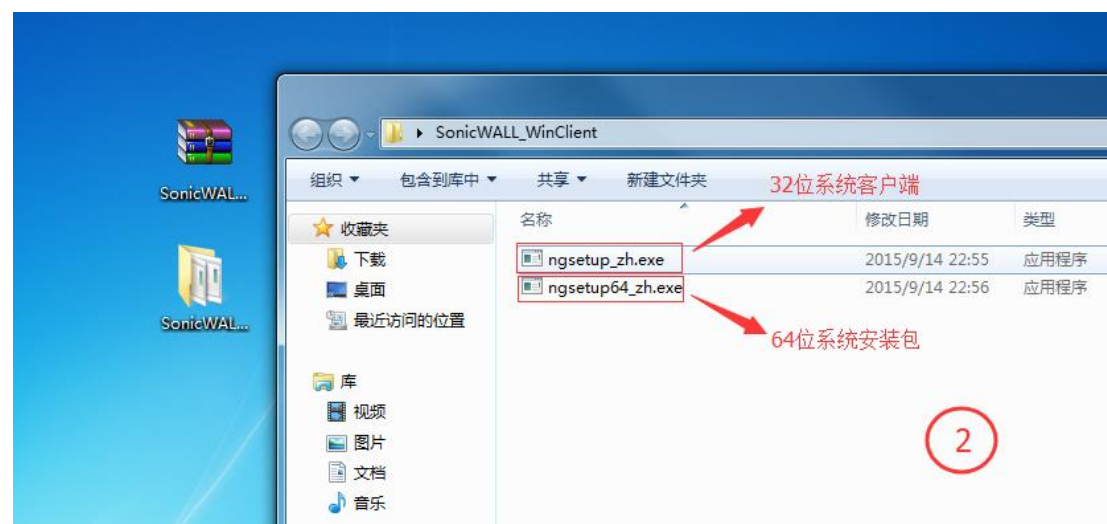 SonicWAL...
SonicWAL...
SonicWALL_WinClient
组织 包含到库中 共享 新建文件夹
收藏夹
下载
桌面
最近访问的位置
库
视频
图片
文档
音乐
名称 修改日期 类型
ngsetup_zh.exe 2015/9/14 22:55 应用程序
ngsetup64_zh.exe 2015/9/14 22:56 应用程序
32位系统客户端
64位系统安装包
2